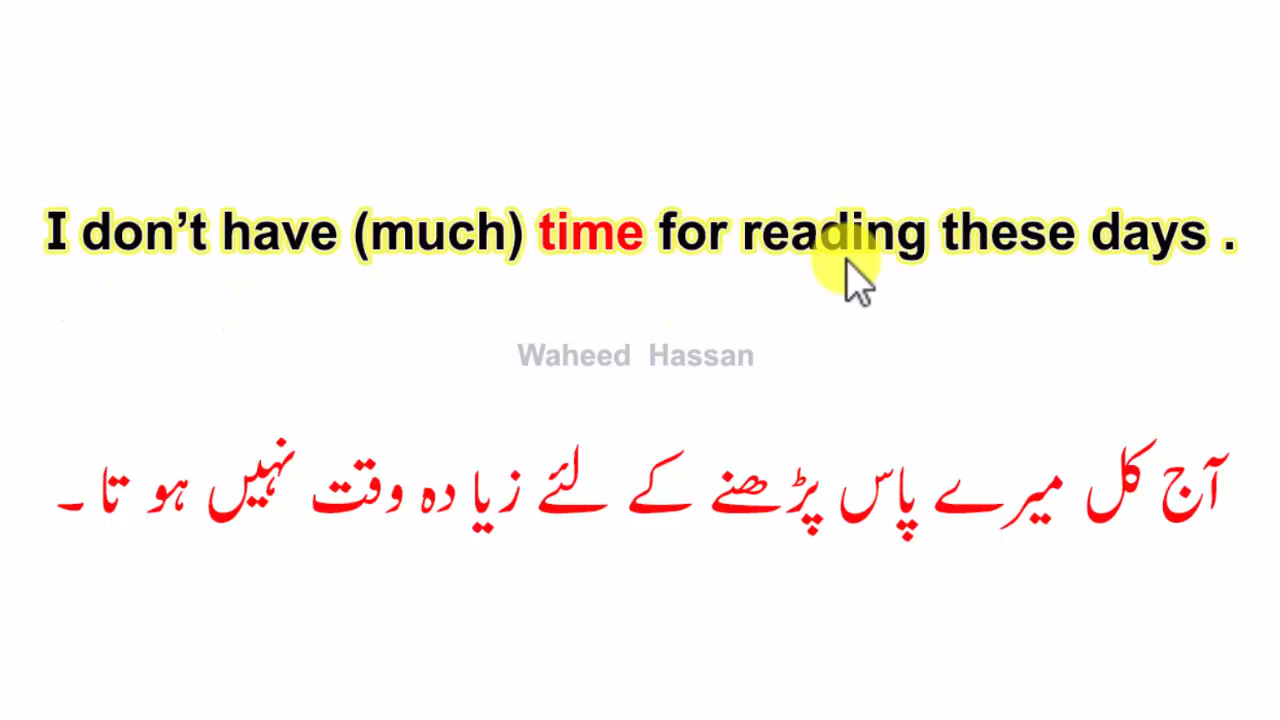 I don’t have (much) time for reading these days .
Waheed Hassan
آج کل میرے پاس پڑھنے کے لئے زیادہ وقت نہیں ہوتا ۔